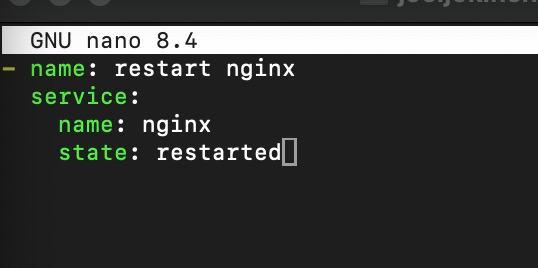 GNU nano 8.4
- name: restart nginx
  service:
    name: nginx
    state: restarted